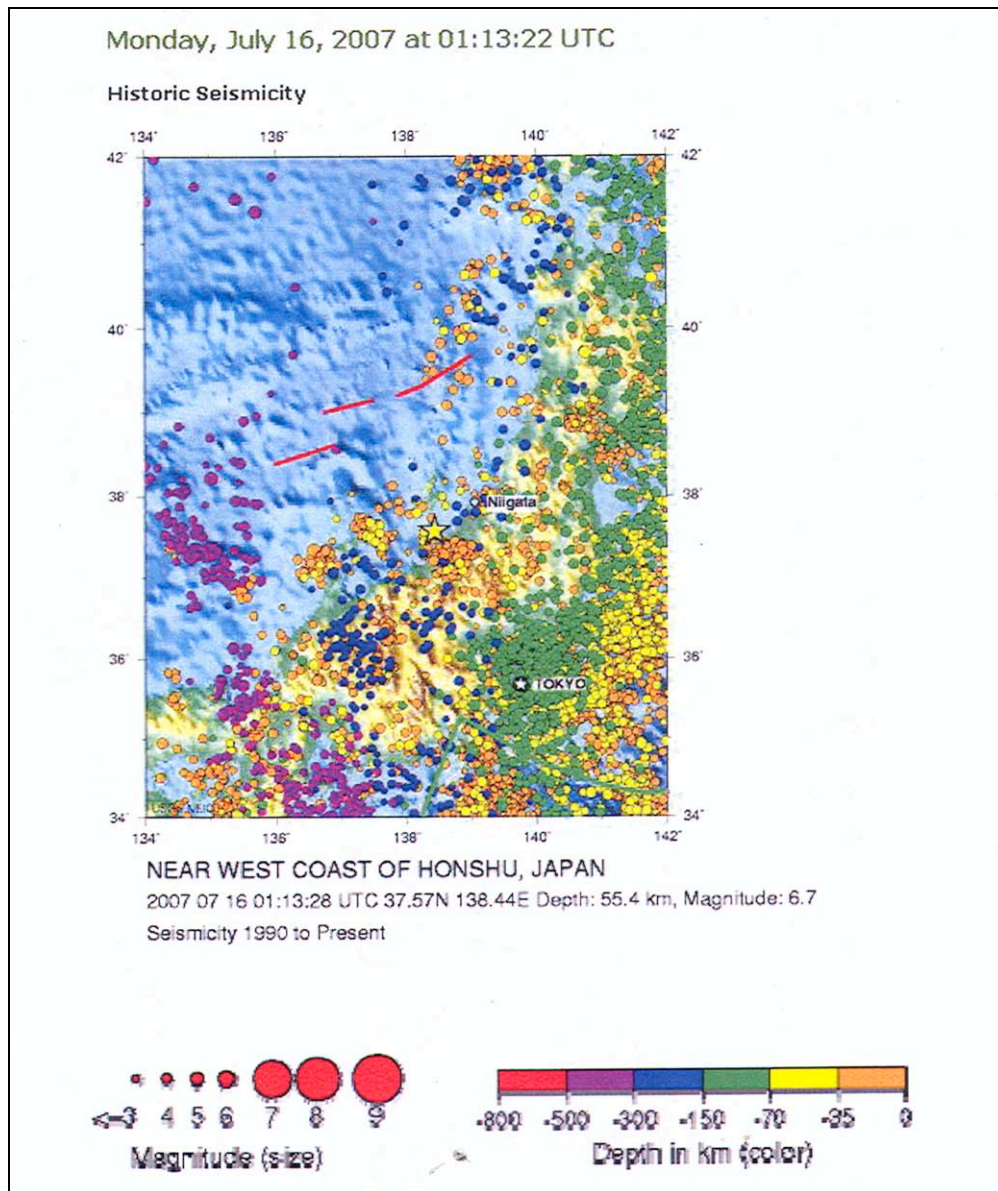 Monday, July 16, 2007 at 01:13:22 UTC
Historic Seismicity
134° 136° 138° 140° 142°
42° 42°
40° 40°
Niigata
38° 38°
36° 36°
TOKYO
34° 34°
134° 136° 138° 140° 142°
NEAR WEST COAST OF HONSHU, JAPAN
2007 07 16 01:13:28 UTC 37.57N 138.44E Depth: 55.4 km, Magnitude: 6.7
Seismicity 1990 to Present
<=3 4 5 6 7 8 9
-800 -500 -300 -150 -70 -35 0
Magnitude (size)
Depth in km (color)